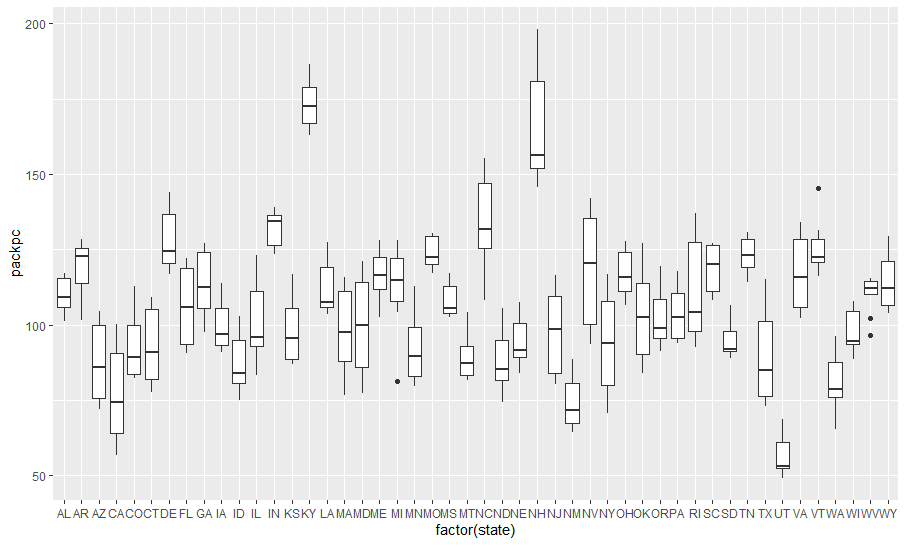 200
150
100
50
packpc
AL AR AZ CA CO CT DE FL GA IA ID IL IN KS KY LA MA MD ME MI MN MO MS MT NC ND NE NH NJ NM NV NY OH OK OR PA RI SC SD TN TX UT VA VT WA WI WV WY
factor(state)